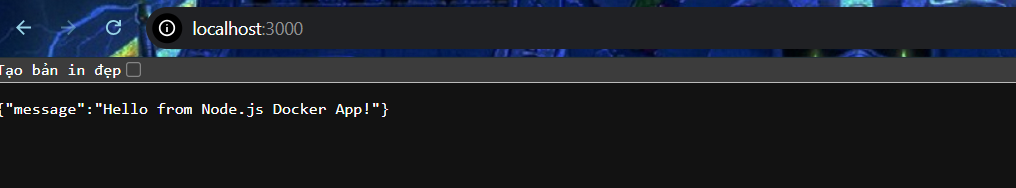 localhost:3000
Tạo bản in đẹp
{"message":"Hello from Node.js Docker App!"}